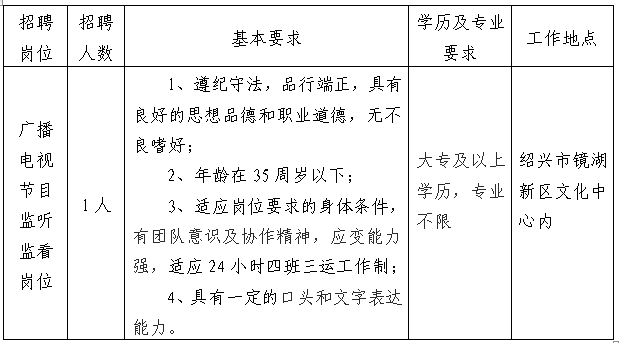 招聘
岗位
招聘
人数
基本要求
学历及专业
要求
工作地点
广播
电视
节目
监听
监看
岗位
1人
1、遵纪守法，品行端正，具有
良好的思想品德和职业道德，无不
良嗜好；
2、年龄在35周岁以下；
3、适应岗位要求的身体条件，
有团队意识及协作精神，应变能力
强，适应24小时四班三运工作制；
4、具有一定的口头和文字表达
能力。
大专及以上
学历，专业
不限
绍兴市镜湖
新区文化中
心内